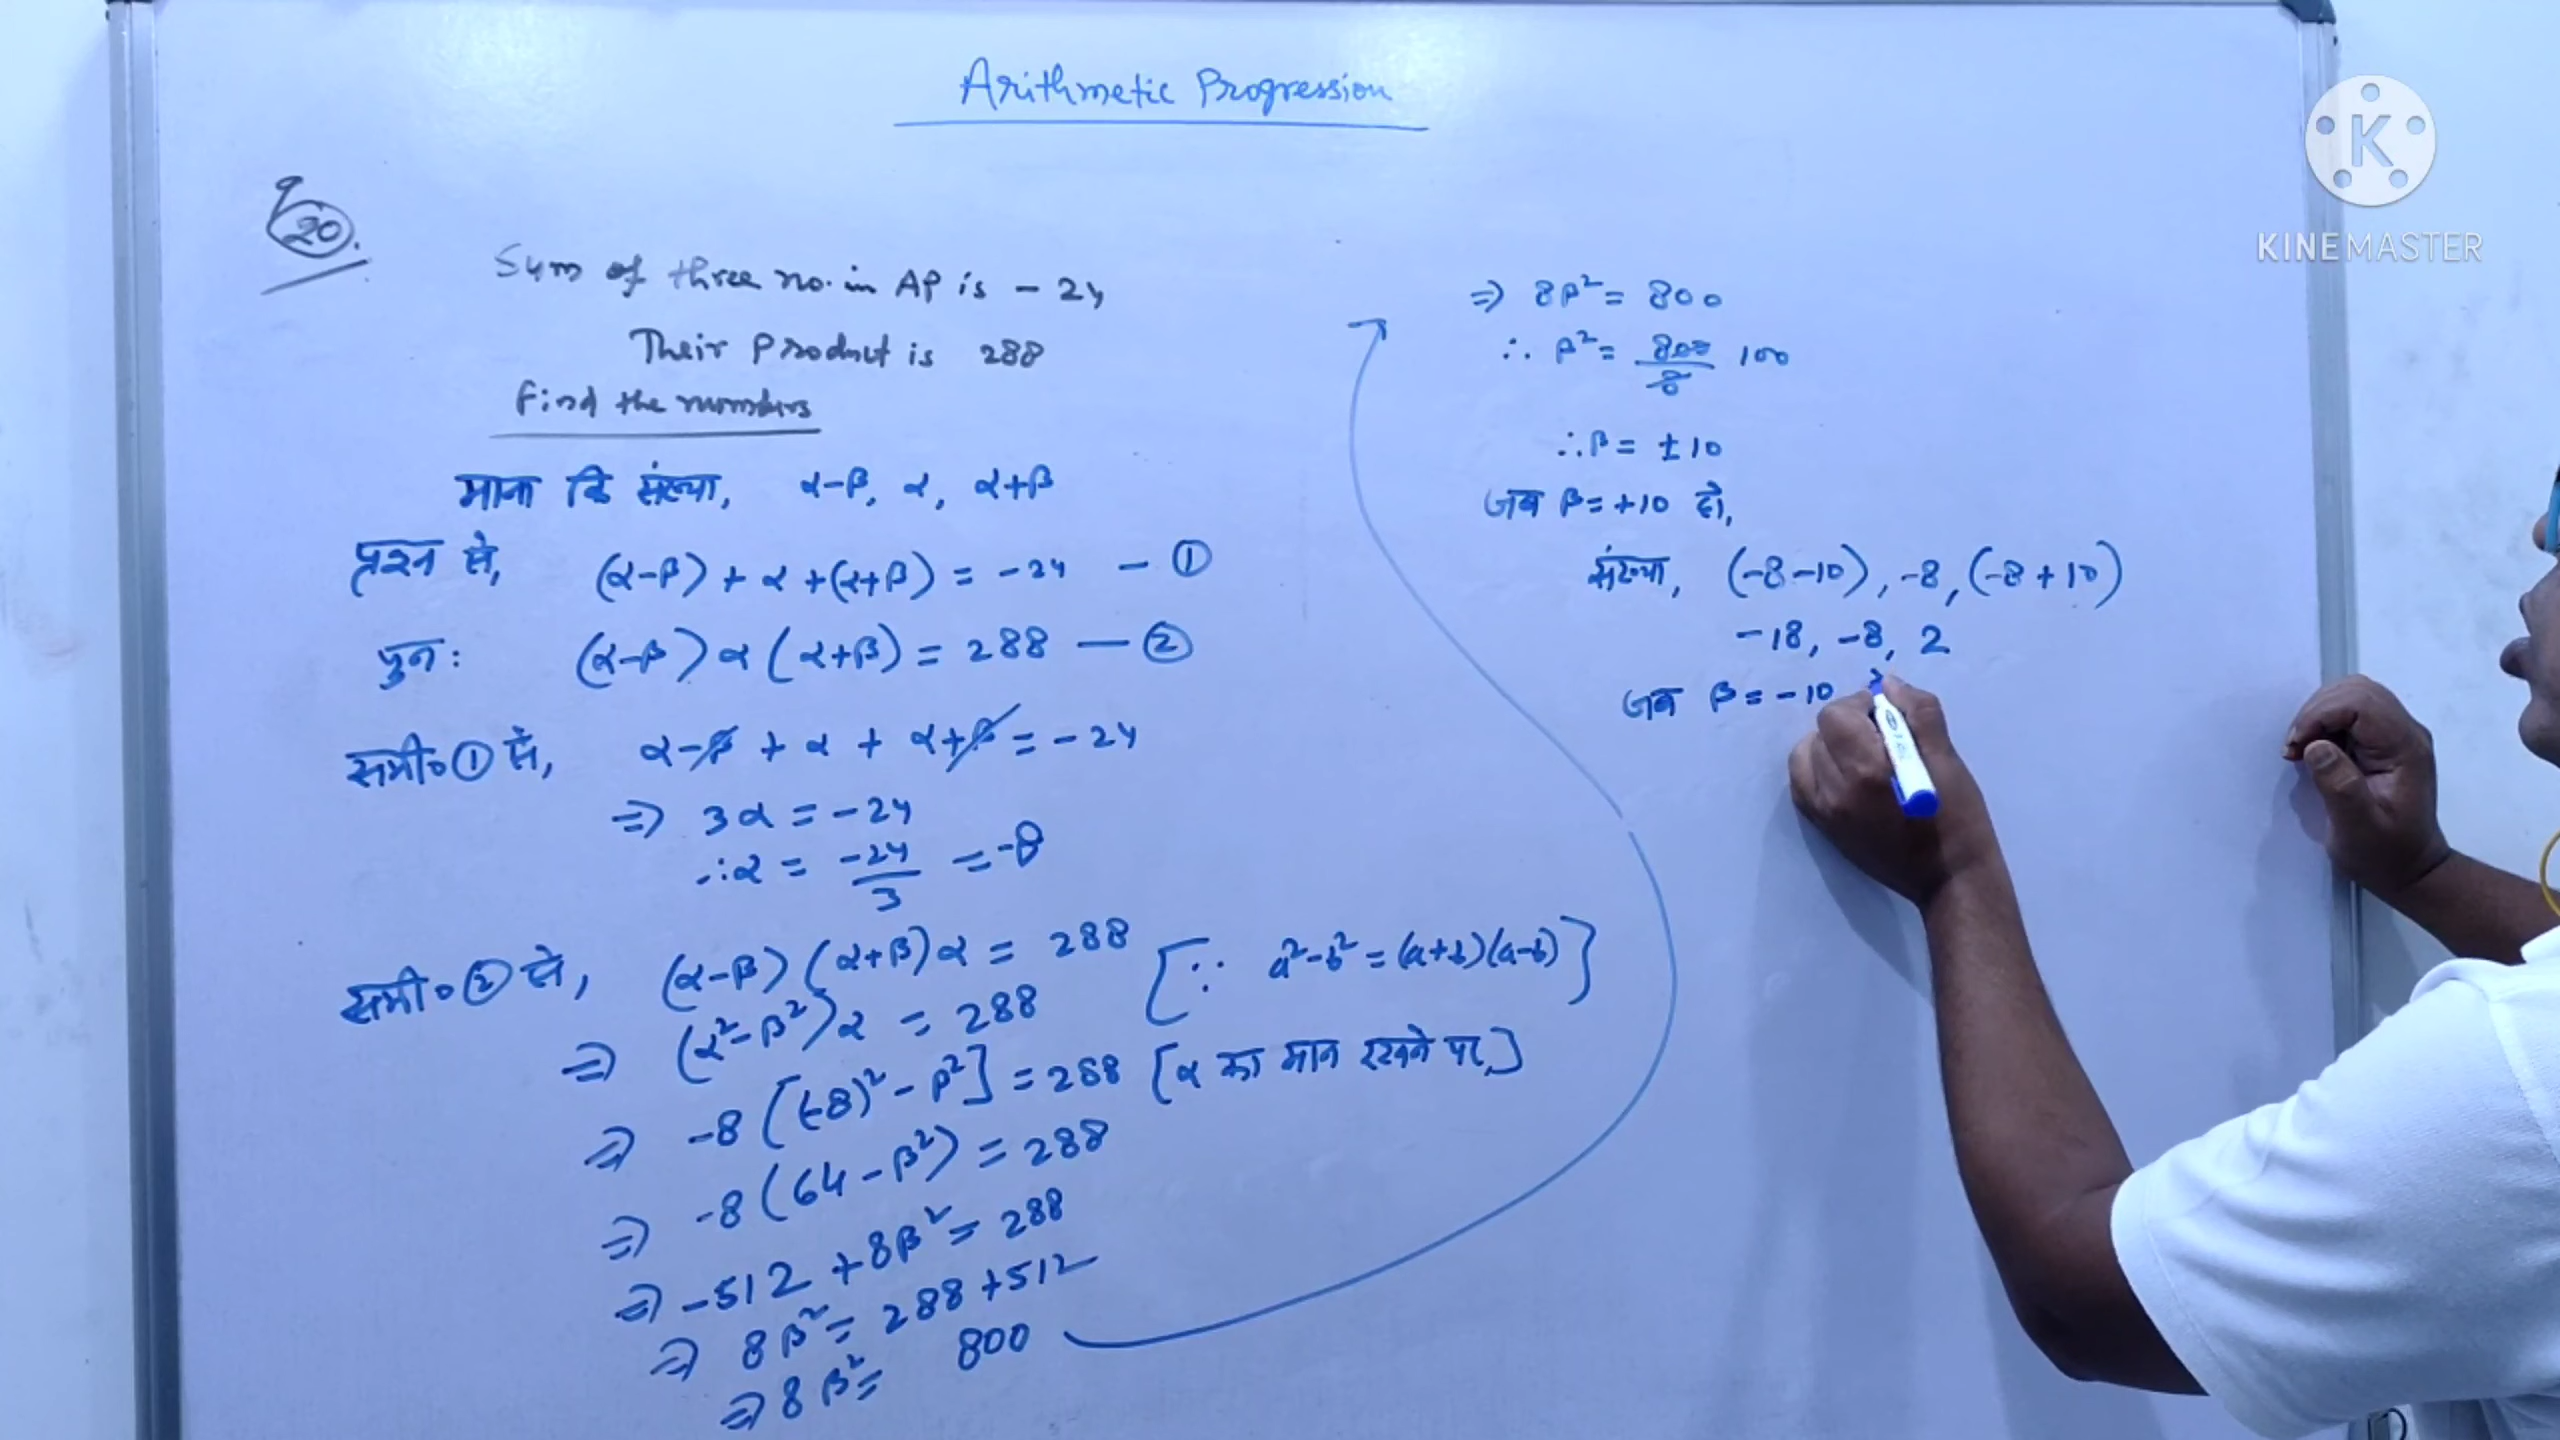 Arithmetic Progression
K
KINEMASTER
Q 20.
Sum of three no. in AP is - 24
Their Product is 288
find the numbers
माना कि संख्या, α-β, α, α+β
प्रश्न से, (α-β) + α + (α+β) = -24 - ①
पुनः (α-β) α (α+β) = 288 — ②
समी० ① से, α-β + α + α+β = -24
⇒ 3α = -24
∴ α = -24/3 = -8
समी० ② से, (α-β) (α+β) α = 288 [∵ a²-b² = (a+b)(a-b)]
⇒ (α²-β²) α = 288
⇒ -8 [(-8)² - β²] = 288 [α का मान रखने पर,]
⇒ -8 (64 - β²) = 288
⇒ -512 + 8β² = 288
⇒ 8β² = 288 + 512
⇒ 8β² = 800
⇒ 8β² = 800
∴ β² = 800/8 100
∴ β = ± 10
जब β = +10 हो,
संख्या, (-8-10), -8, (-8+10)
-18, -8, 2
जब β = -10